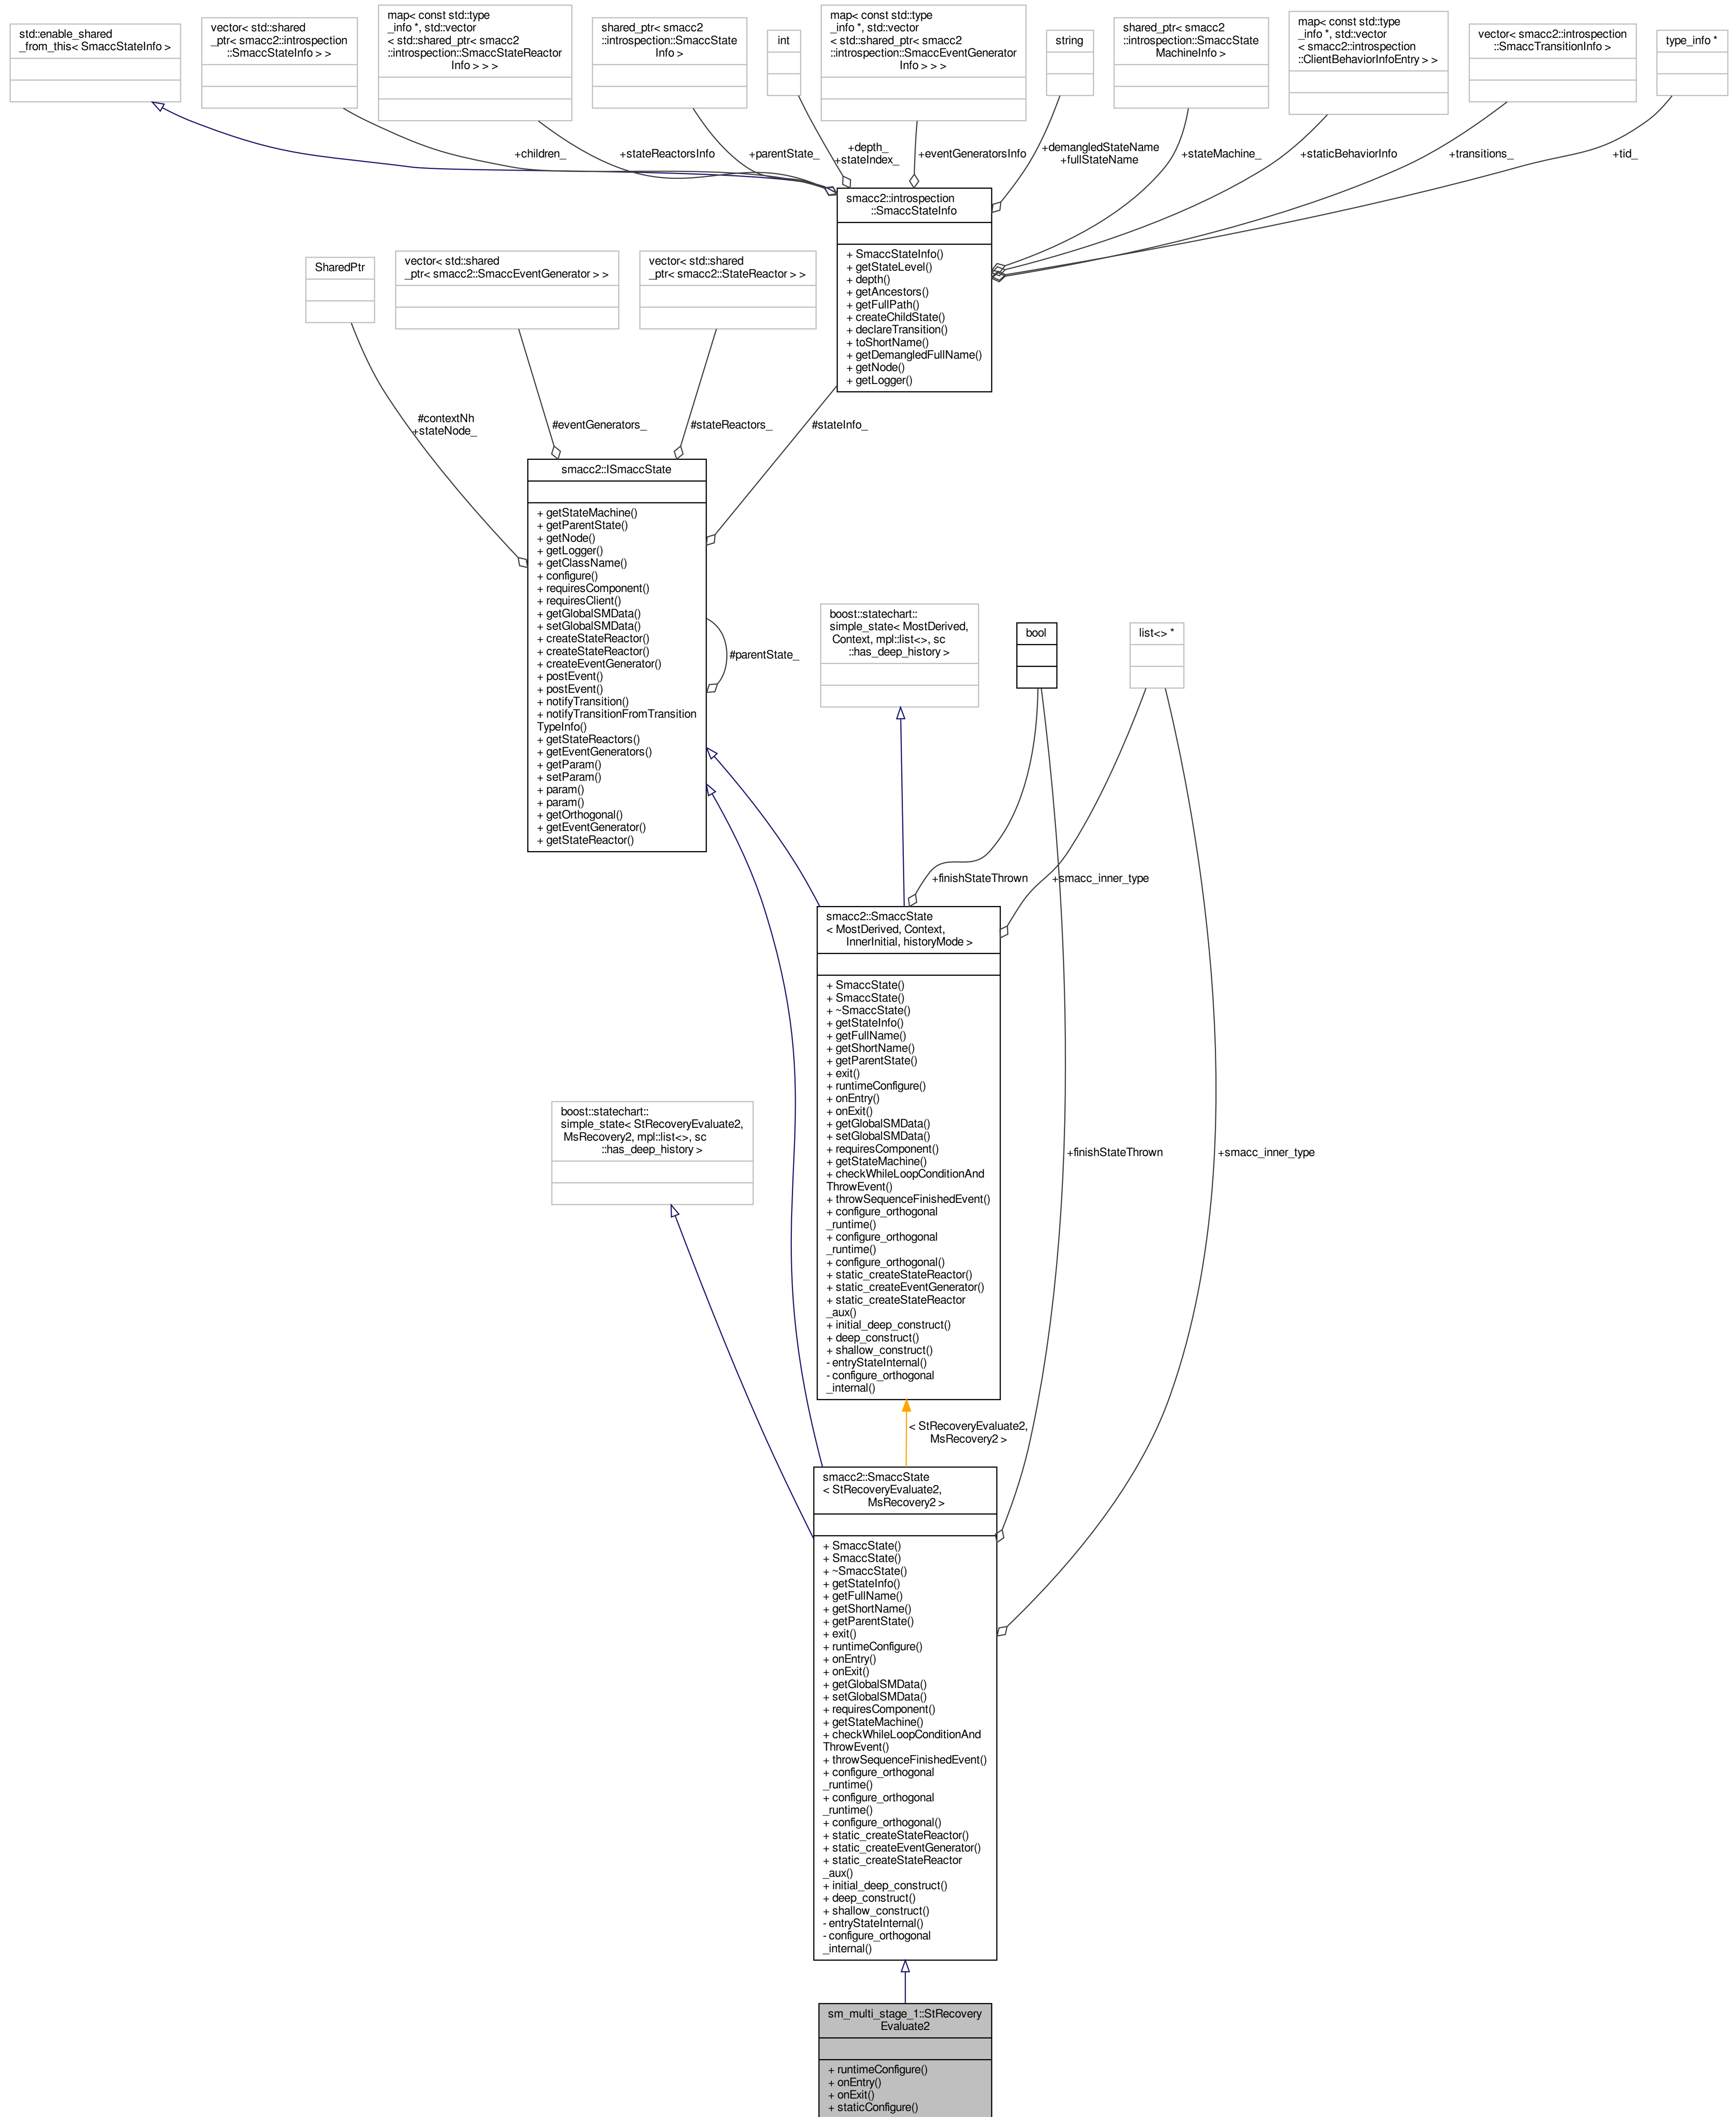 std::enable_shared
_from_this< SmaccStateInfo >
vector< std::shared
_ptr< smacc2::introspection
::SmaccStateInfo > >
map< const std::type
_info *, std::vector
< std::shared_ptr< smacc2
::introspection::SmaccStateReactor
Info > > >
shared_ptr< smacc2
::introspection::SmaccState
Info >
int
map< const std::type
_info *, std::vector
< std::shared_ptr< smacc2
::introspection::SmaccEventGenerator
Info > > >
string
shared_ptr< smacc2
::introspection::SmaccState
MachineInfo >
map< const std::type
_info *, std::vector
< smacc2::introspection
::ClientBehaviorInfoEntry > >
vector< smacc2::introspection
::SmaccTransitionInfo >
type_info *
+children_
+stateReactorsInfo
+parentState_
+depth_
+stateIndex_
+eventGeneratorsInfo
+demangledStateName
+fullStateName
+stateMachine_
+staticBehaviorInfo
+transitions_
+tid_
smacc2::introspection
::SmaccStateInfo
+ SmaccStateInfo()
+ getStateLevel()
+ depth()
+ getAncestors()
+ getFullPath()
+ createChildState()
+ declareTransition()
+ toShortName()
+ getDemangledFullName()
+ getNode()
+ getLogger()
SharedPtr
vector< std::shared
_ptr< smacc2::SmaccEventGenerator > >
vector< std::shared
_ptr< smacc2::StateReactor > >
#contextNh
+stateNode_
#eventGenerators_
#stateReactors_
#stateInfo_
smacc2::ISmaccState
+ getStateMachine()
+ getParentState()
+ getNode()
+ getLogger()
+ getClassName()
+ configure()
+ requiresComponent()
+ requiresClient()
+ getGlobalSMData()
+ setGlobalSMData()
+ createStateReactor()
+ createStateReactor()
+ createEventGenerator()
+ postEvent()
+ postEvent()
+ notifyTransition()
+ notifyTransitionFromTransition
TypeInfo()
+ getStateReactors()
+ getEventGenerators()
+ getParam()
+ setParam()
+ param()
+ param()
+ getOrthogonal()
+ getEventGenerator()
+ getStateReactor()
#parentState_
boost::statechart::
simple_state< MostDerived,
Context, mpl::list<>, sc
::has_deep_history >
bool
list<> *
+finishStateThrown
+smacc_inner_type
smacc2::SmaccState
< MostDerived, Context,
InnerInitial, historyMode >
+ SmaccState()
+ SmaccState()
+ ~SmaccState()
+ getStateInfo()
+ getFullName()
+ getShortName()
+ getParentState()
+ exit()
+ runtimeConfigure()
+ onEntry()
+ onExit()
+ getGlobalSMData()
+ setGlobalSMData()
+ requiresComponent()
+ getStateMachine()
+ checkWhileLoopConditionAnd
ThrowEvent()
+ throwSequenceFinishedEvent()
+ configure_orthogonal
_runtime()
+ configure_orthogonal
_runtime()
+ configure_orthogonal()
+ static_createStateReactor()
+ static_createEventGenerator()
+ static_createStateReactor
_aux()
+ initial_deep_construct()
+ deep_construct()
+ shallow_construct()
- entryStateInternal()
- configure_orthogonal
_internal()
boost::statechart::
simple_state< StRecoveryEvaluate2,
MsRecovery2, mpl::list<>, sc
::has_deep_history >
+finishStateThrown
+smacc_inner_type
< StRecoveryEvaluate2,
MsRecovery2 >
smacc2::SmaccState
< StRecoveryEvaluate2,
MsRecovery2 >
+ SmaccState()
+ SmaccState()
+ ~SmaccState()
+ getStateInfo()
+ getFullName()
+ getShortName()
+ getParentState()
+ exit()
+ runtimeConfigure()
+ onEntry()
+ onExit()
+ getGlobalSMData()
+ setGlobalSMData()
+ requiresComponent()
+ getStateMachine()
+ checkWhileLoopConditionAnd
ThrowEvent()
+ throwSequenceFinishedEvent()
+ configure_orthogonal
_runtime()
+ configure_orthogonal
_runtime()
+ configure_orthogonal()
+ static_createStateReactor()
+ static_createEventGenerator()
+ static_createStateReactor
_aux()
+ initial_deep_construct()
+ deep_construct()
+ shallow_construct()
- entryStateInternal()
- configure_orthogonal
_internal()
sm_multi_stage_1::StRecovery
Evaluate2
+ runtimeConfigure()
+ onEntry()
+ onExit()
+ staticConfigure()